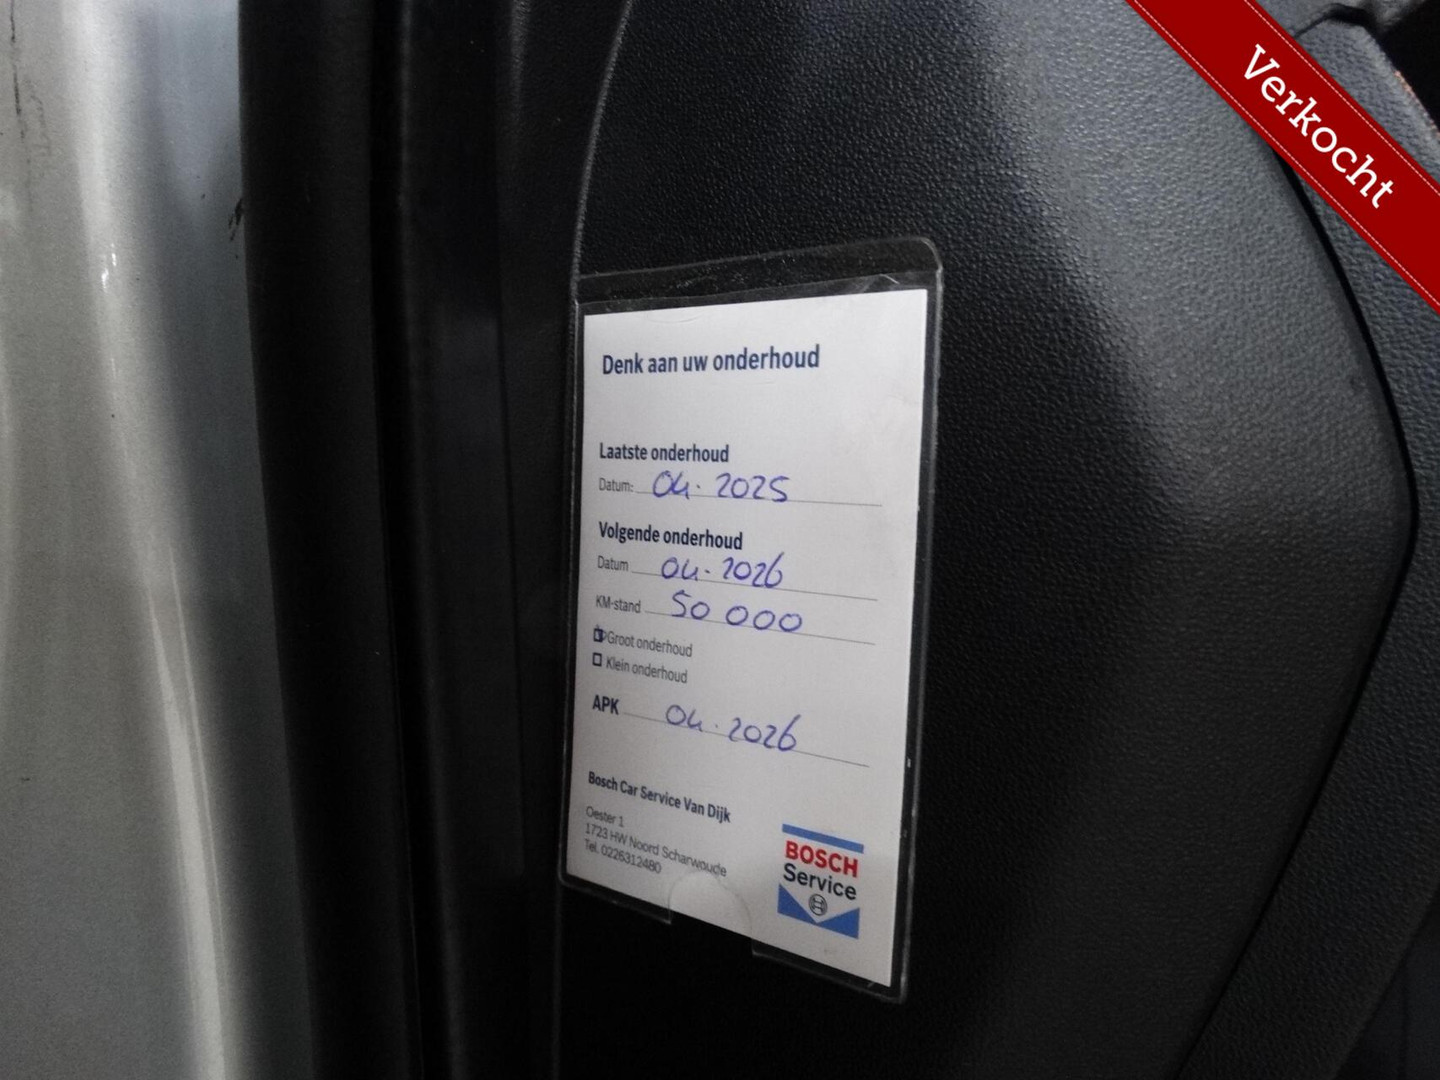 Verkocht
Denk aan uw onderhoud
Laatste onderhoud
Datum: 04 · 2025
Volgende onderhoud
Datum 04 · 2026
KM-stand 50 000
Groot onderhoud
Klein onderhoud
APK 04 · 2026
Bosch Car Service Van Dijk
Oester 1
1723 HW Noord Scharwoude
Tel. 0226312480
BOSCH
Service